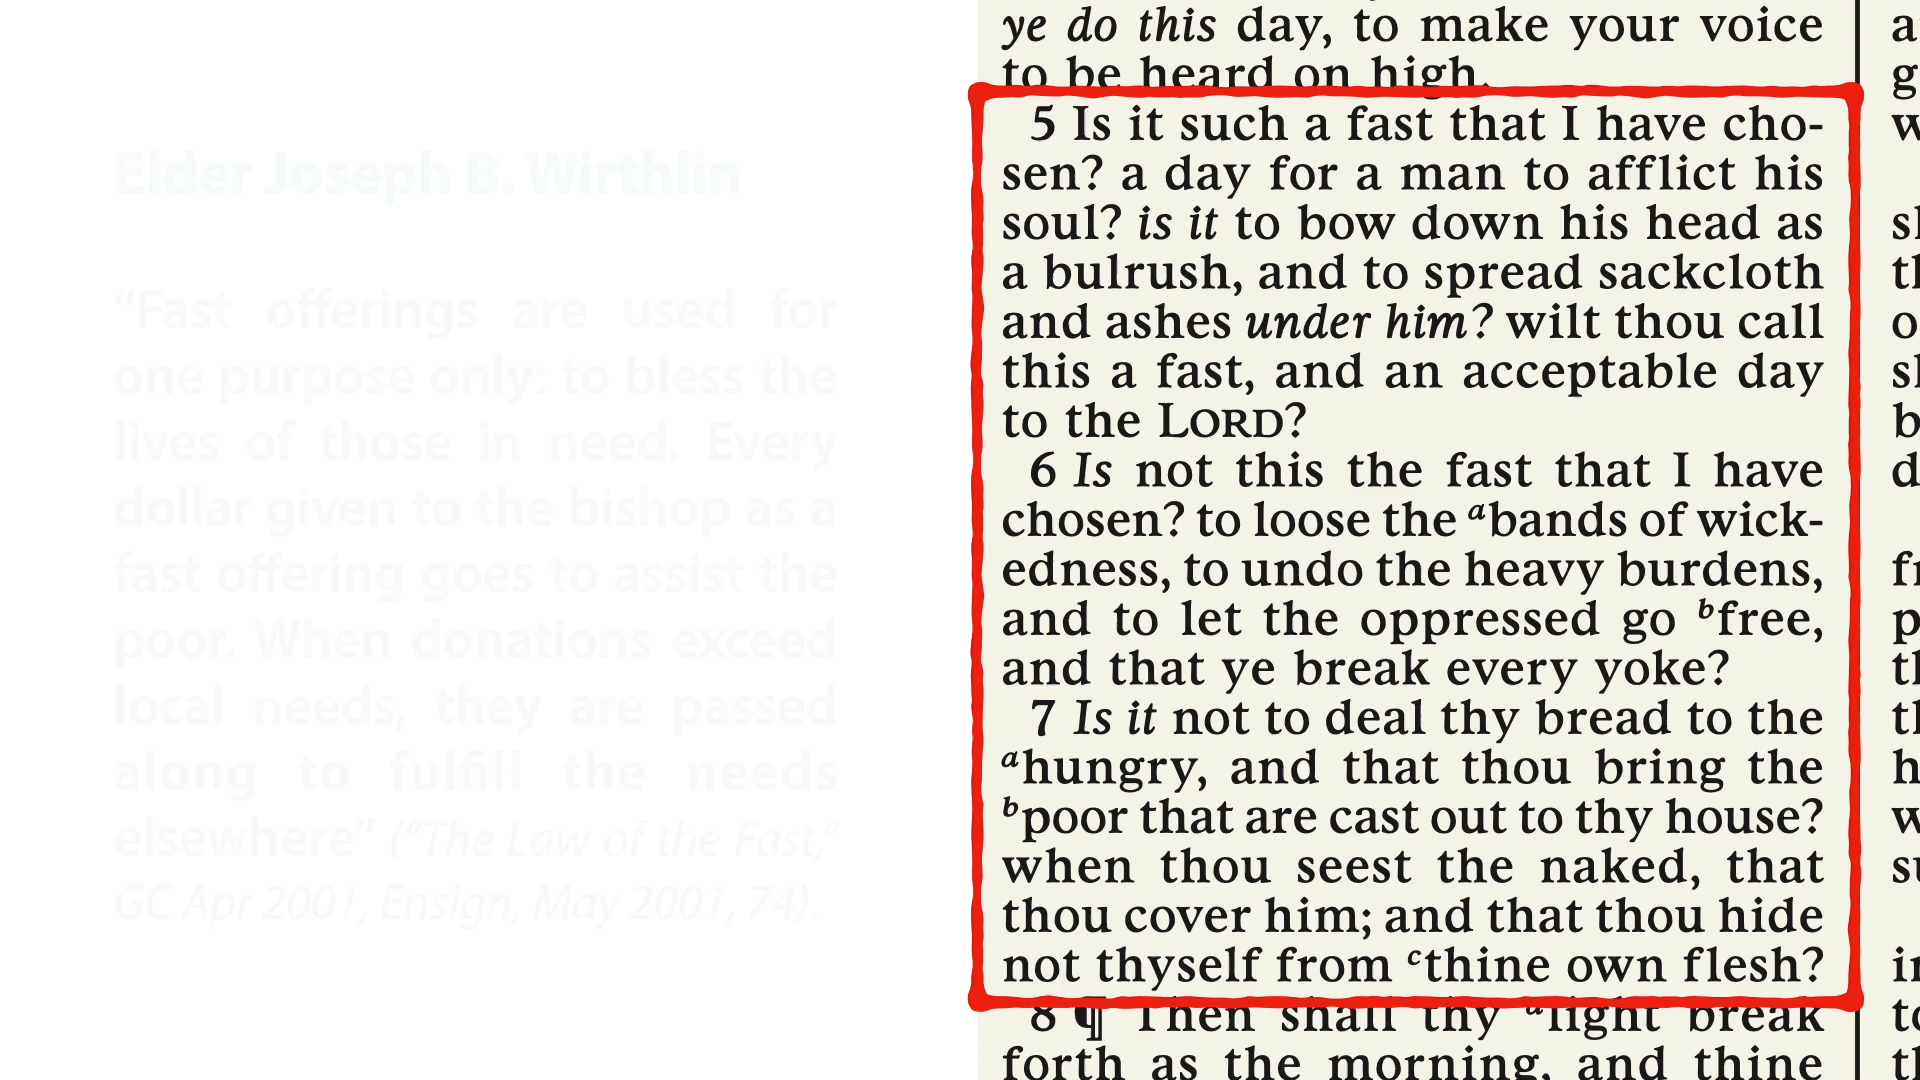 Elder Joseph B. Wirthlin
“Fast offerings are used for
one purpose only: to bless the
lives of those in need. Every
dollar given to the bishop as a
fast offering goes to assist the
poor. When donations exceed
local needs, they are passed
along to fulfill the needs
elsewhere” (“The Law of the Fast,”
GC Apr 2001, Ensign, May 2001, 74).
ye do this day, to make your voice
to be heard on high.
5 Is it such a fast that I have cho-
sen? a day for a man to afflict his
soul? is it to bow down his head as
a bulrush, and to spread sackcloth
and ashes under him? wilt thou call
this a fast, and an acceptable day
to the LORD?
6 Is not this the fast that I have
chosen? to loose the a bands of wick-
edness, to undo the heavy burdens,
and to let the oppressed go b free,
and that ye break every yoke?
7 Is it not to deal thy bread to the
a hungry, and that thou bring the
b poor that are cast out to thy house?
when thou seest the naked, that
thou cover him; and that thou hide
not thyself from c thine own flesh?
8 ¶ Then shall thy a light break
forth as the morning, and thine